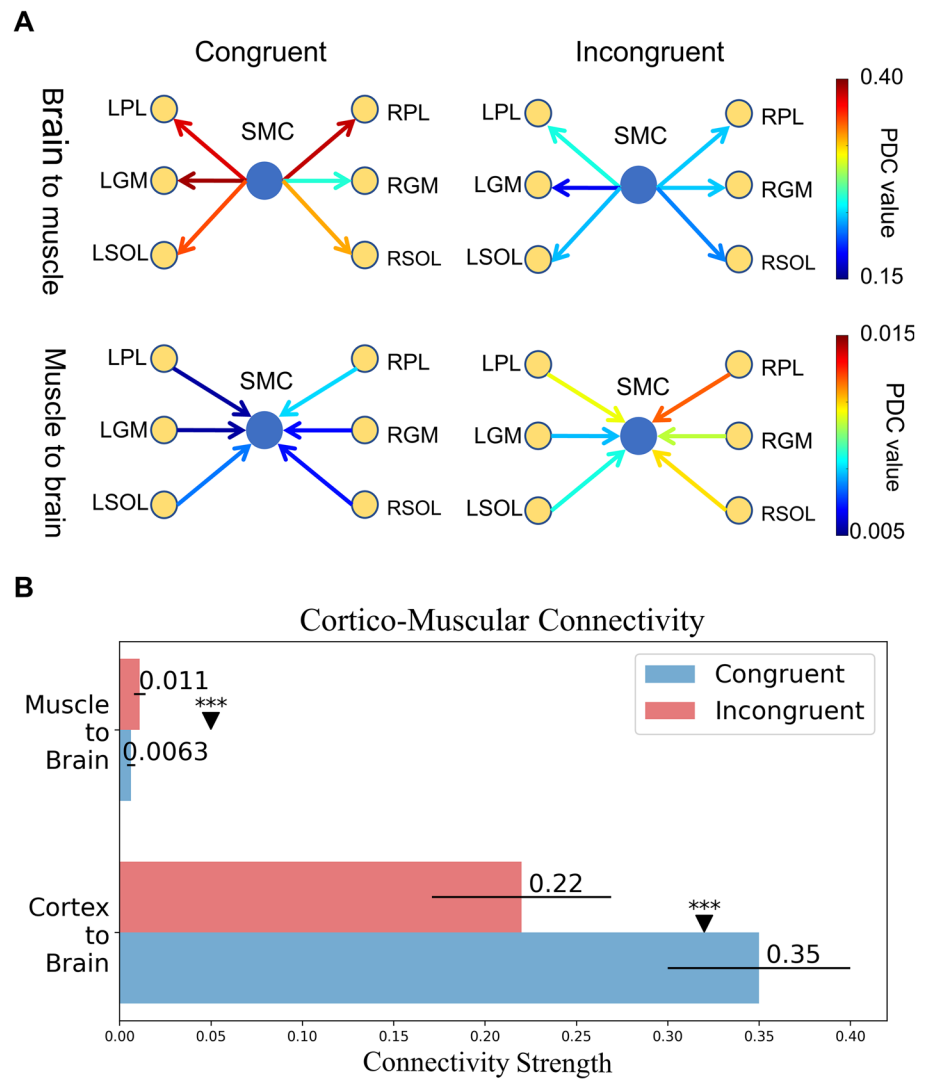 A
Congruent
Incongruent
Brain to muscle
LPL
SMC
RPL
LGM
RGM
LSOL
RSOL
LPL
SMC
RPL
LGM
RGM
LSOL
RSOL
0.40
PDC value
0.15
Muscle to brain
LPL
SMC
RPL
LGM
RGM
LSOL
RSOL
LPL
SMC
RPL
LGM
RGM
LSOL
RSOL
0.015
PDC value
0.005
B
Cortico-Muscular Connectivity
Congruent
Incongruent
Muscle
to
Brain
0.011
***
0.0063
Cortex
to
Brain
0.22
***
0.35
0.00 0.05 0.10 0.15 0.20 0.25 0.30 0.35 0.40
Connectivity Strength